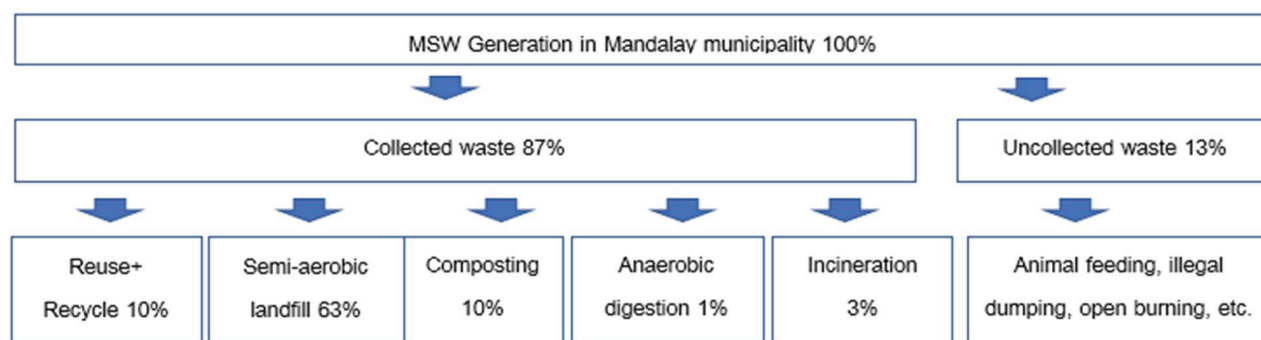 MSW Generation in Mandalay municipality 100%
Collected waste 87%
Uncollected waste 13%
Reuse+
Recycle 10%
Semi-aerobic
landfill 63%
Composting
10%
Anaerobic
digestion 1%
Incineration
3%
Animal feeding, illegal
dumping, open burning, etc.